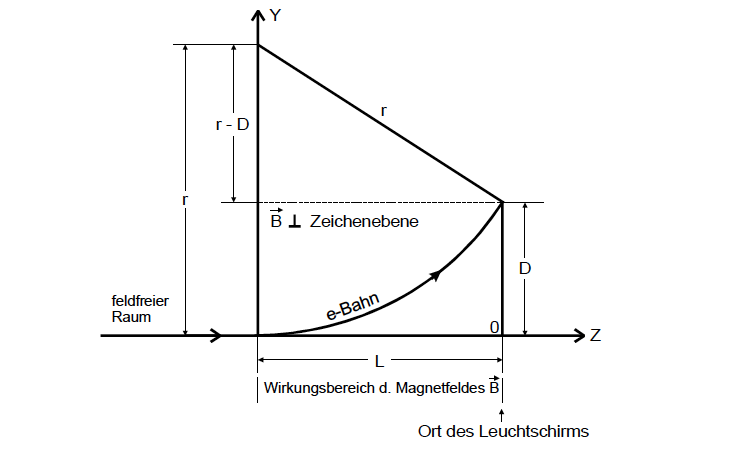 Y
r
r - D
r
B ⊥ Zeichenebene
D
feldfreier
Raum
e-Bahn
0
Z
L
Wirkungsbereich d. Magnetfeldes B
Ort des Leuchtschirms